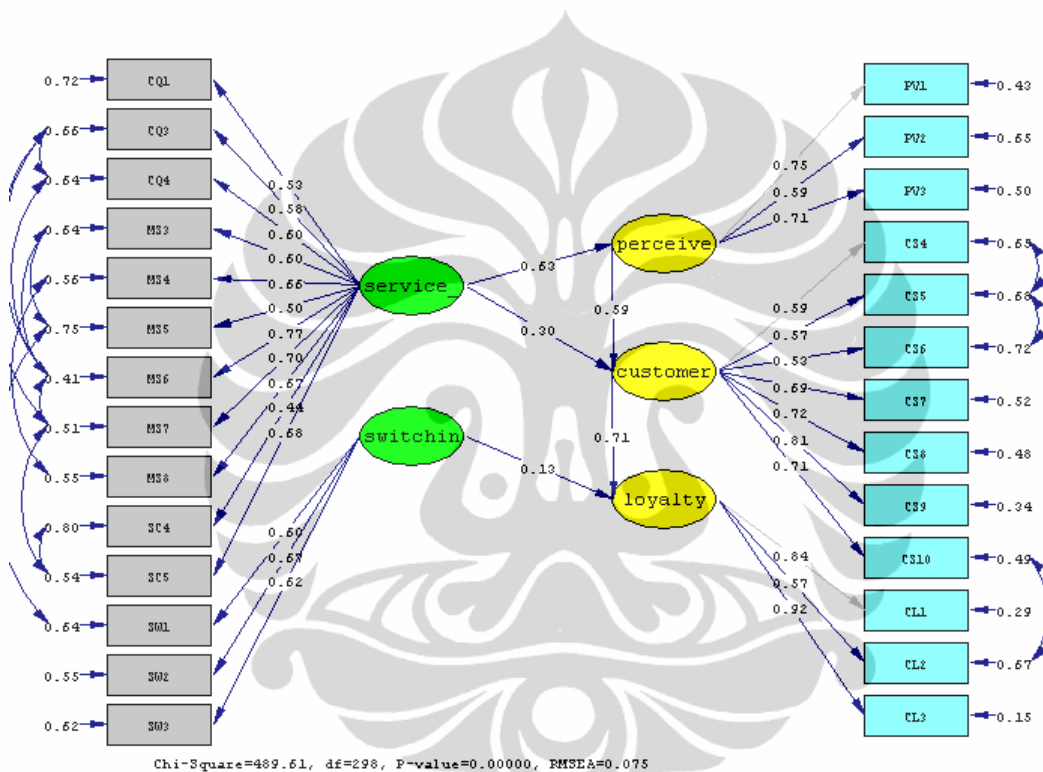 0.72 CQ1
0.66 CQ3
0.64 CQ4
0.64 MS3
0.56 MS4
0.75 MS5
0.41 MS6
0.51 MS7
0.55 MS8
0.80 SC4
0.54 SC5
0.64 SW1
0.55 SW2
0.62 SW3
0.53
0.58
0.60
0.60
0.66
0.50
0.77
0.70
0.67
0.44
0.68
0.60
0.67
0.62
service_
switchin
0.63
0.30
0.13
perceive
0.59
customer
0.71
loyalty
0.75
0.59
0.71
0.59
0.57
0.53
0.69
0.72
0.81
0.71
0.84
0.57
0.92
PV1 0.43
PV2 0.65
PV3 0.50
CS4 0.65
CS5 0.68
CS6 0.72
CS7 0.52
CS8 0.48
CS9 0.34
CS10 0.49
CL1 0.29
CL2 0.67
CL3 0.15
Chi-Square=489.61, df=298, P-value=0.00000, RMSEA=0.075